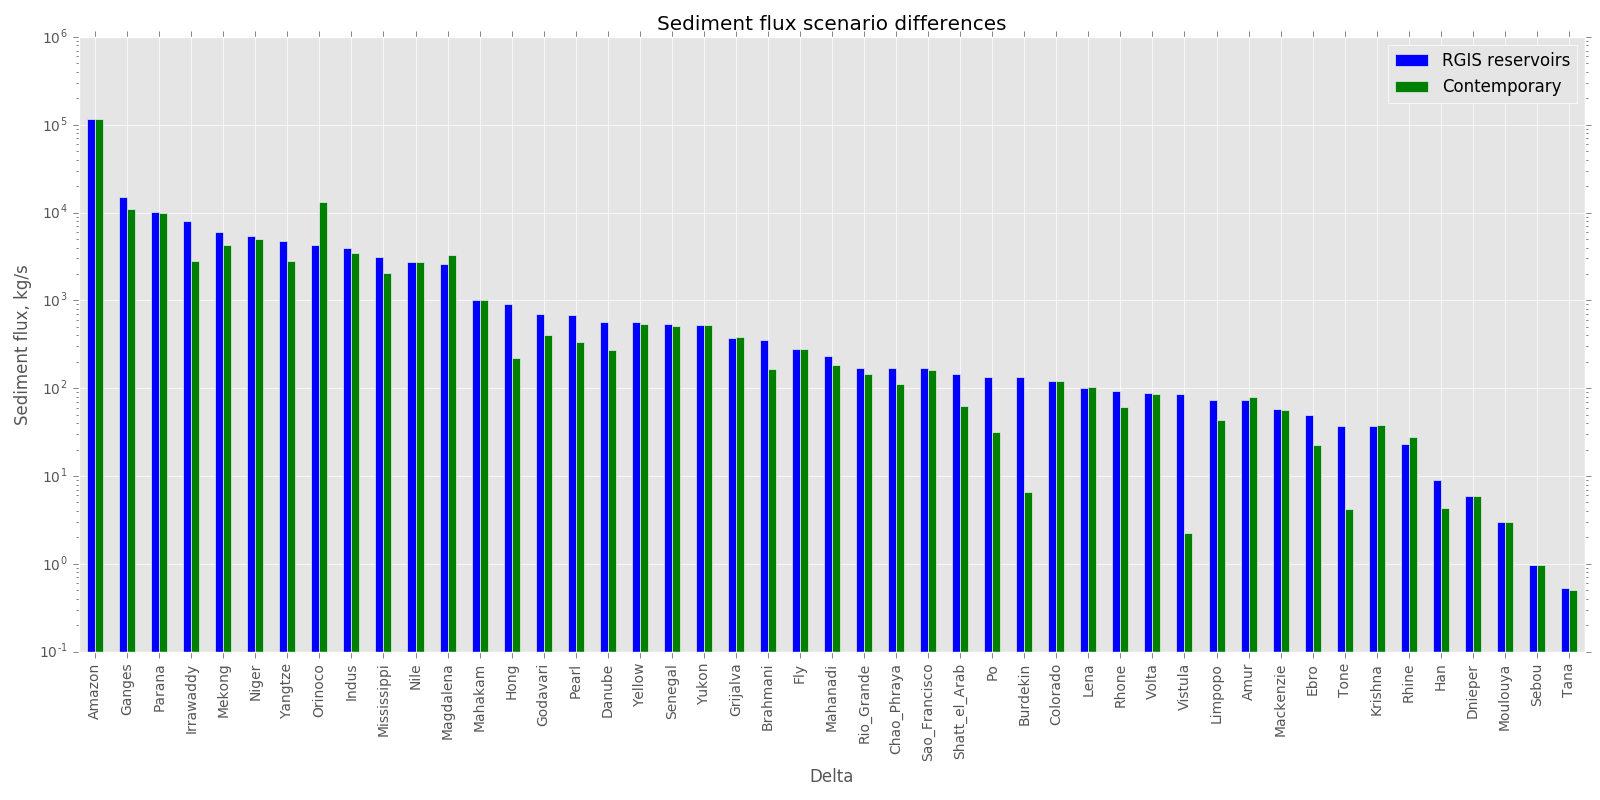 Sediment flux scenario differences
RGIS reservoirs
Contemporary
Sediment flux, kg/s
10^6
10^5
10^4
10^3
10^2
10^1
10^0
10^-1
Amazon
Ganges
Parana
Irrawaddy
Mekong
Niger
Yangtze
Orinoco
Indus
Mississippi
Nile
Magdalena
Mahakam
Hong
Godavari
Pearl
Danube
Yellow
Senegal
Yukon
Grijalva
Brahmani
Fly
Mahanadi
Rio_Grande
Chao_Phraya
Sao_Francisco
Shatt_el_Arab
Po
Burdekin
Colorado
Lena
Rhone
Volta
Vistula
Limpopo
Amur
Mackenzie
Ebro
Tone
Krishna
Rhine
Han
Dnieper
Moulouya
Sebou
Tana
Delta